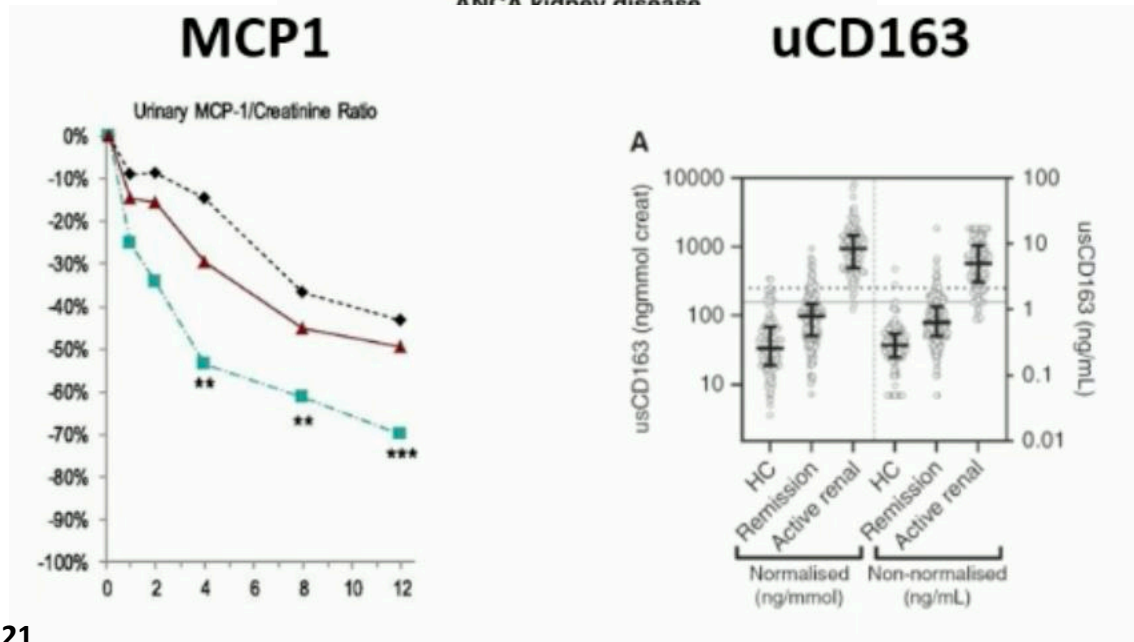 ANCA kidney disease
MCP1
uCD163
Urinary MCP-1/Creatinine Ratio
0%
-10%
-20%
-30%
-40%
-50%
-60%
-70%
-80%
-90%
-100%
**
**
***
0 2 4 6 8 10 12
A
usCD163 (ngmmol creat)
10000
1000
100
10
100
10
1
0.1
0.01
usCD163 (ng/mL)
HC
Remission
Active renal
HC
Remission
Active renal
Normalised
(ng/mmol)
Non-normalised
(ng/mL)
21